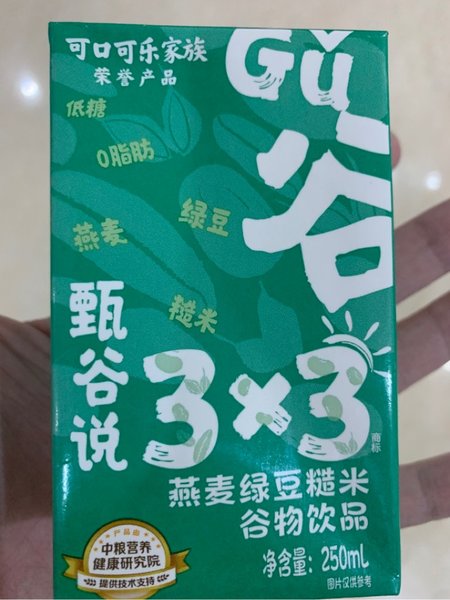 可口可乐家族
荣誉产品
GǓ
谷
低糖
0脂肪
绿豆
燕麦
糙米
甄谷说
3×3
商标
燕麦绿豆糙米
谷物饮品
净含量：250mL
图片仅供参考
产品由
中粮营养
健康研究院
提供技术支持